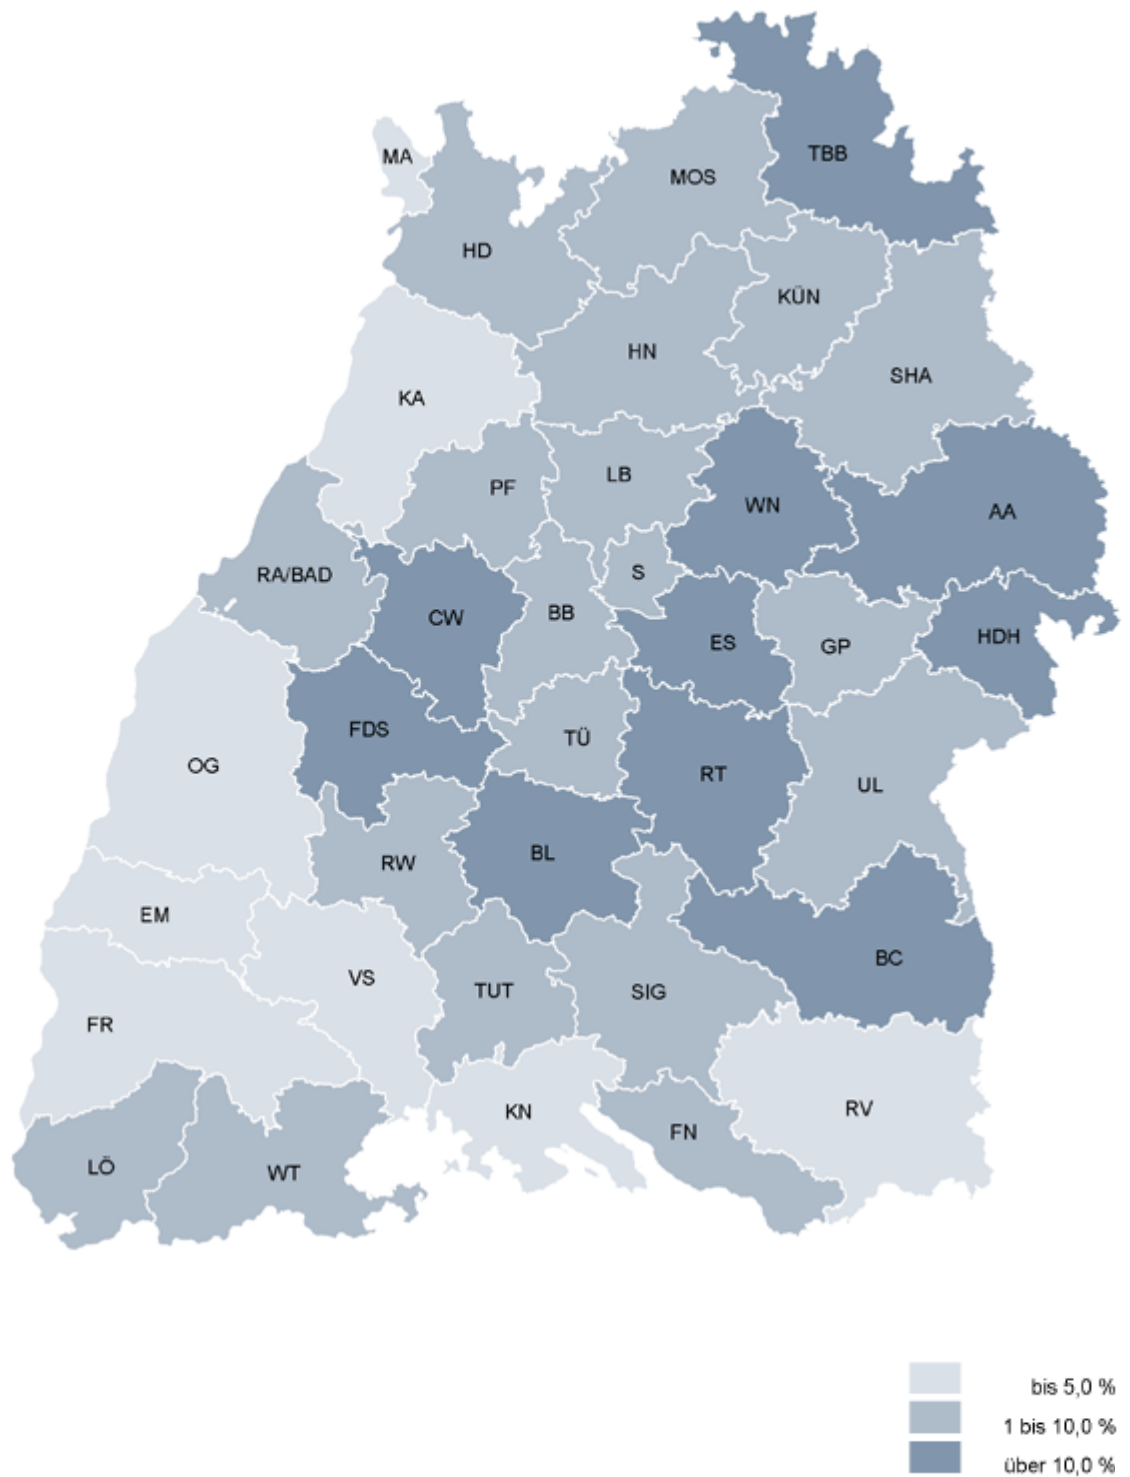 TBB
MA
MOS
HD
KÜN
HN
SHA
KA
LB
PF
WN
AA
RA/BAD
S
CW
BB
ES
GP
HDH
FDS
TÜ
OG
RT
UL
RW
BL
EM
BC
VS
TUT
SIG
FR
KN
RV
FN
LÖ
WT
bis 5,0 %
1 bis 10,0 %
über 10,0 %